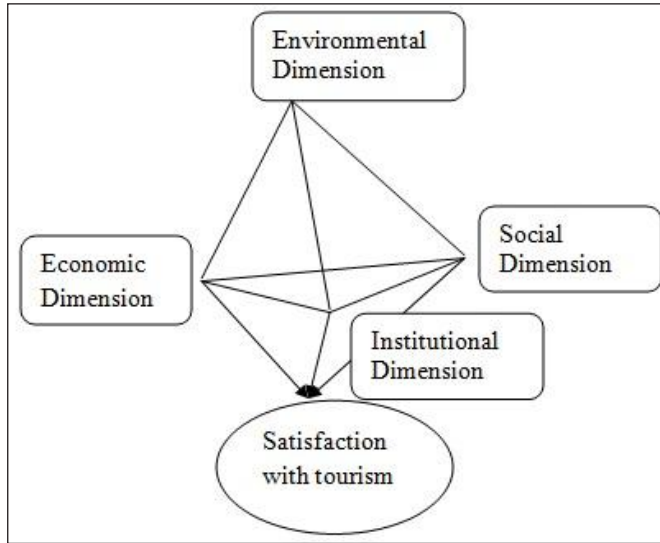 Environmental
Dimension
Social
Dimension
Economic
Dimension
Institutional
Dimension
Satisfaction
with tourism